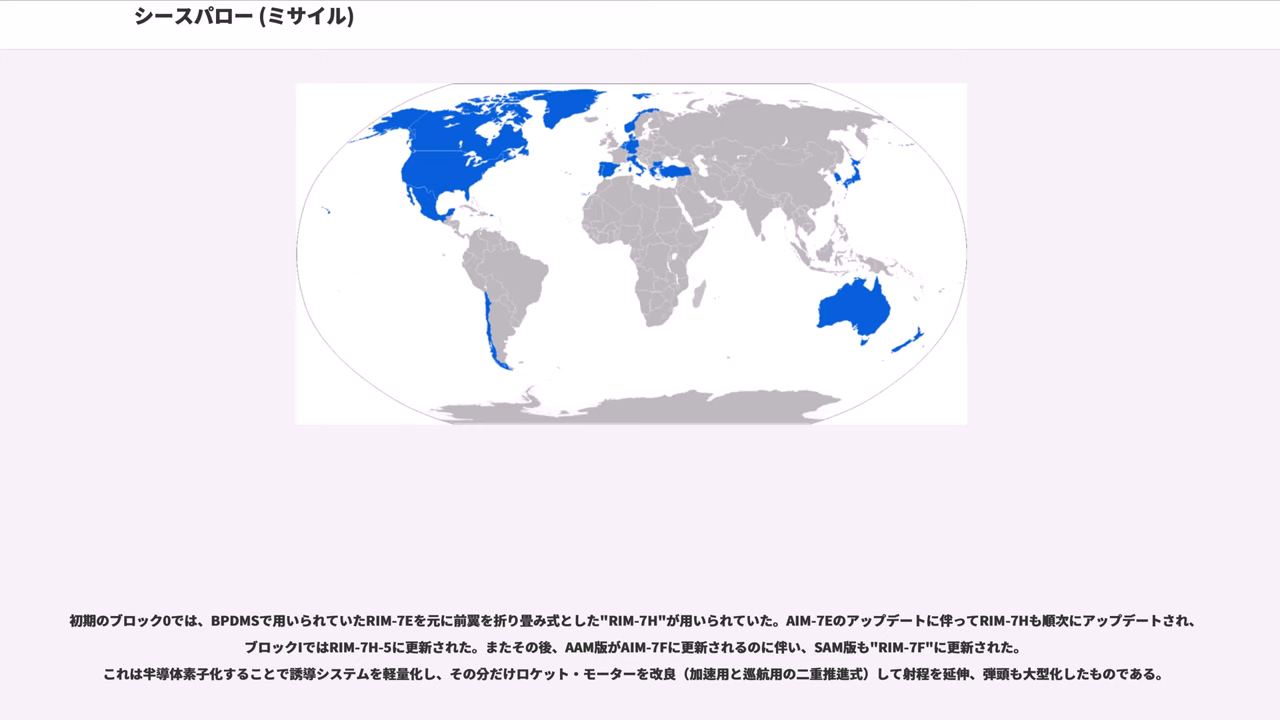 シースパロー (ミサイル)
初期のブロック0では、BPDMSで用いられていたRIM-7Eを元に前翼を折り畳み式とした"RIM-7H"が用いられていた。AIM-7Eのアップデートに伴ってRIM-7Hも順次にアップデートされ、
ブロックIではRIM-7H-5に更新された。またその後、AAM版がAIM-7Fに更新されるのに伴い、SAM版も"RIM-7F"に更新された。
これは半導体素子化することで誘導システムを軽量化し、その分だけロケット・モーターを改良（加速用と巡航用の二重推進式）して射程を延伸、弾頭も大型化したものである。